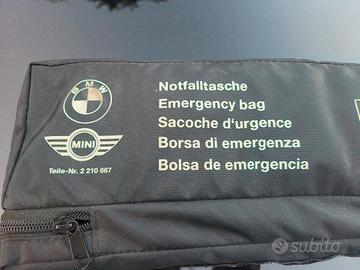 BMW
MINI
Teile-Nr. 2 210 667
Notfalltasche
Emergency bag
Sacoche d'urgence
Borsa di emergenza
Bolsa de emergencia
subito